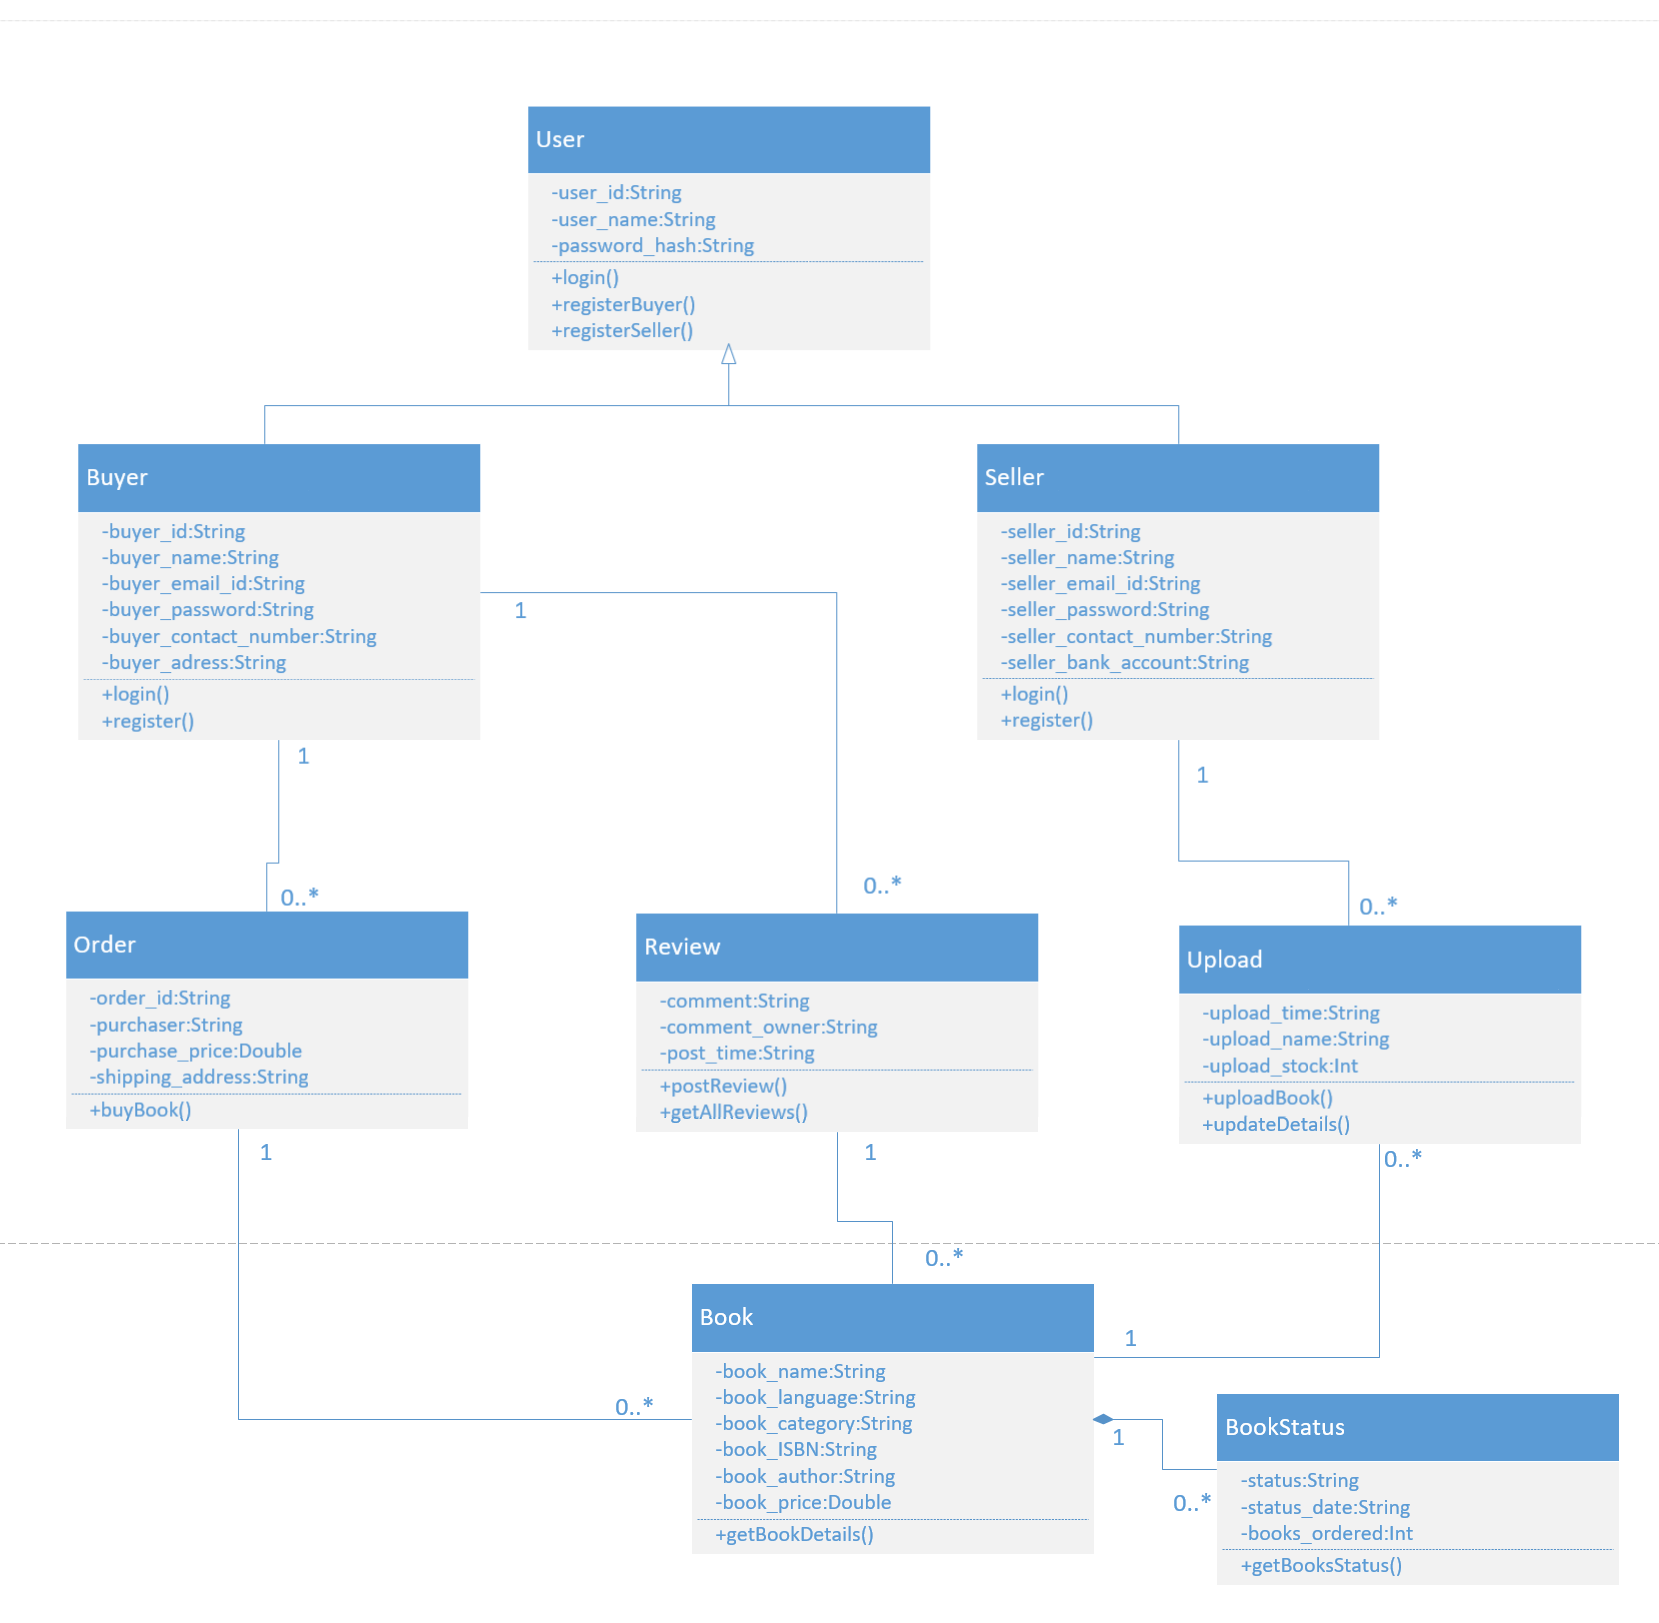 User
-user_id:String
-user_name:String
-password_hash:String
+login()
+registerBuyer()
+registerSeller()
Buyer
-buyer_id:String
-buyer_name:String
-buyer_email_id:String
-buyer_password:String
-buyer_contact_number:String
-buyer_adress:String
+login()
+register()
1
1
Seller
-seller_id:String
-seller_name:String
-seller_email_id:String
-seller_password:String
-seller_contact_number:String
-seller_bank_account:String
+login()
+register()
1
0..*
Order
-order_id:String
-purchaser:String
-purchase_price:Double
-shipping_address:String
+buyBook()
1
0..*
Review
-comment:String
-comment_owner:String
-post_time:String
+postReview()
+getAllReviews()
1
0..*
Upload
-upload_time:String
-upload_name:String
-upload_stock:Int
+uploadBook()
+updateDetails()
0..*
0..*
1
0..*
Book
-book_name:String
-book_language:String
-book_category:String
-book_ISBN:String
-book_author:String
-book_price:Double
+getBookDetails()
1
0..*
BookStatus
-status:String
-status_date:String
-books_ordered:Int
+getBooksStatus()